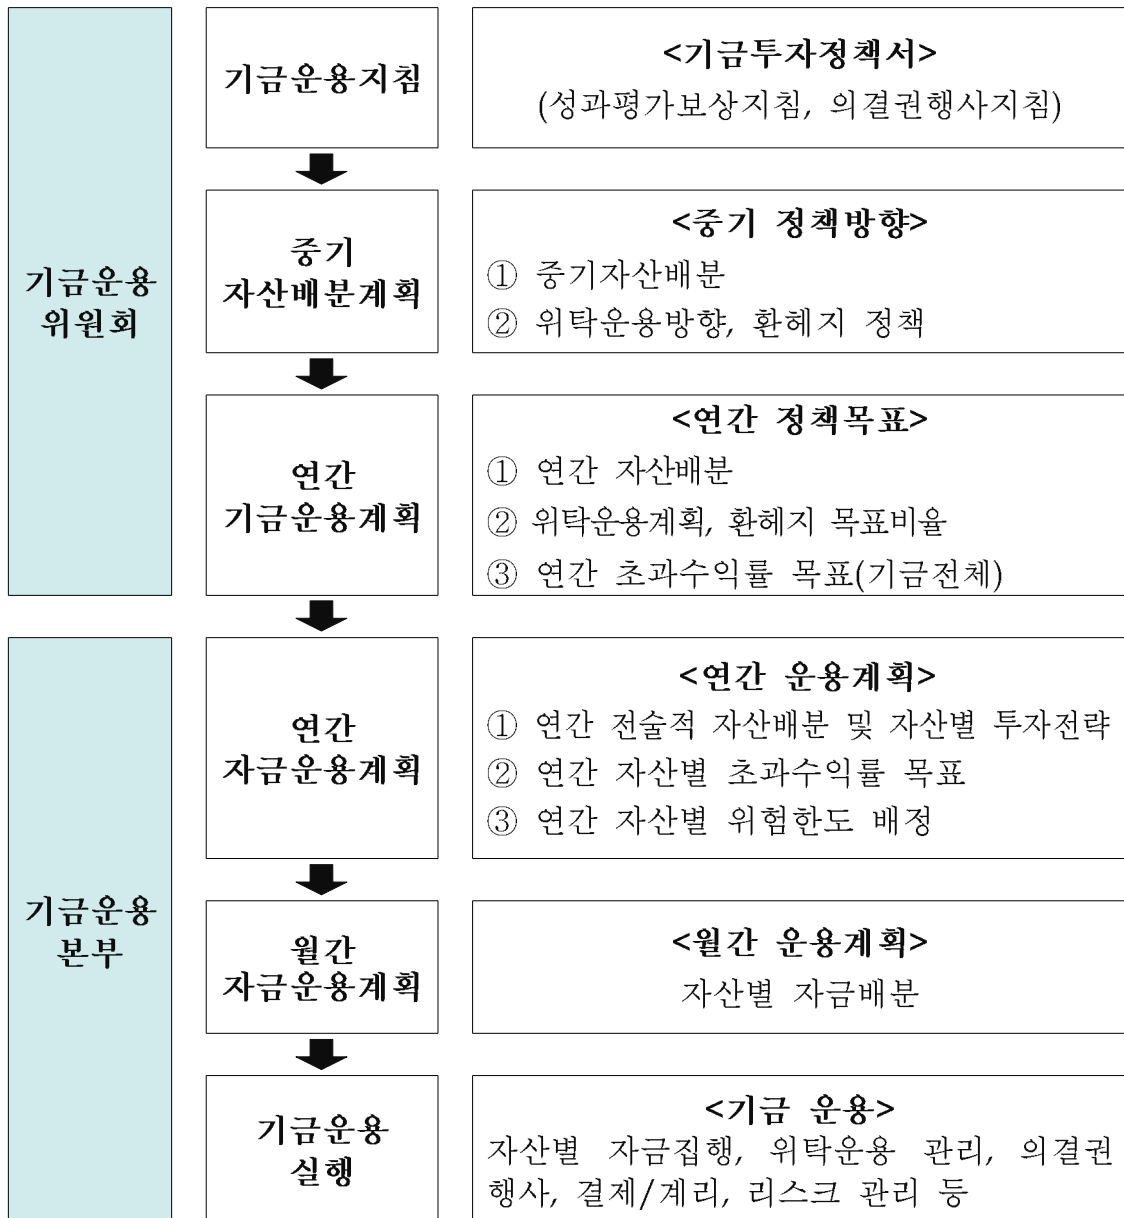 기금운용
위원회
기금운용지침
<기금투자정책서>
(성과평가보상지침, 의결권행사지침)
중기
자산배분계획
<중기 정책방향>
① 중기자산배분
② 위탁운용방향, 환헤지 정책
연간
기금운용계획
<연간 정책목표>
① 연간 자산배분
② 위탁운용계획, 환헤지 목표비율
③ 연간 초과수익률 목표(기금전체)
기금운용
본부
연간
자금운용계획
<연간 운용계획>
① 연간 전술적 자산배분 및 자산별 투자전략
② 연간 자산별 초과수익률 목표
③ 연간 자산별 위험한도 배정
월간
자금운용계획
<월간 운용계획>
자산별 자금배분
기금운용
실행
<기금 운용>
자산별 자금집행, 위탁운용 관리, 의결권
행사, 결제/계리, 리스크 관리 등